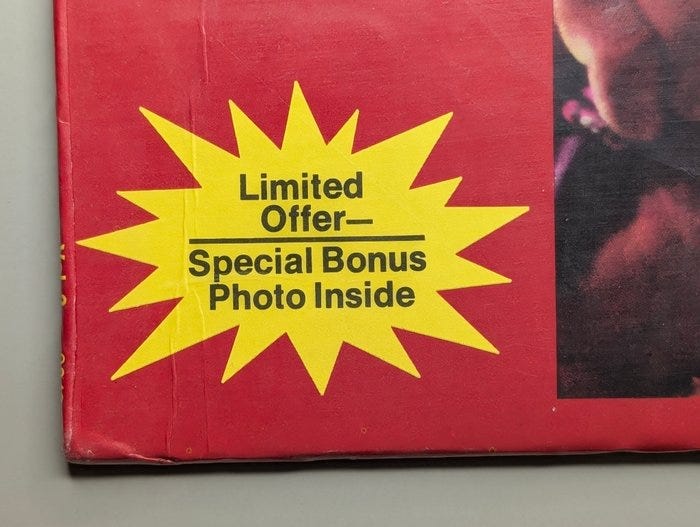 Limited
Offer—
Special Bonus
Photo Inside